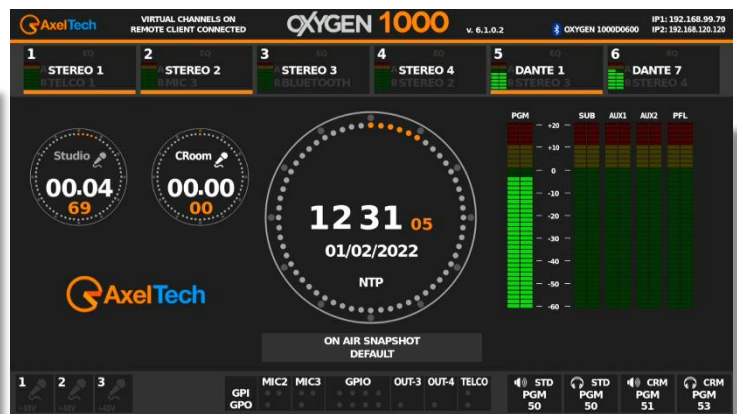 AxelTech
VIRTUAL CHANNELS ON
REMOTE CLIENT CONNECTED
OXYGEN 1000
v. 6.1.0.2
OXYGEN 1000D0600
IP1: 192.168.99.79
IP2: 192.168.120.120
1 EQ
A STEREO 1
B TELCO 1
2 EQ
A STEREO 2
B MIC 3
3 EQ
A STEREO 3
B BLUETOOTH
4 EQ
A STEREO 4
B STEREO 2
5 EQ
A DANTE 1
B STEREO 3
6 EQ
A DANTE 7
B STEREO 4
Studio
00.04
69
CRoom
00.00
00
12 31 05
01/02/2022
NTP
PGM SUB AUX1 AUX2 PFL
+20
+10
0
-10
-20
-30
-40
-50
-60
AxelTech
ON AIR SNAPSHOT
DEFAULT
1 2 3
+48V +48V +48V
MIC2 MIC3 GPIO OUT-3 OUT-4 TELCO
GPI
GPO
STD
PGM
50
STD
PGM
50
CRM
PGM
51
CRM
PGM
53